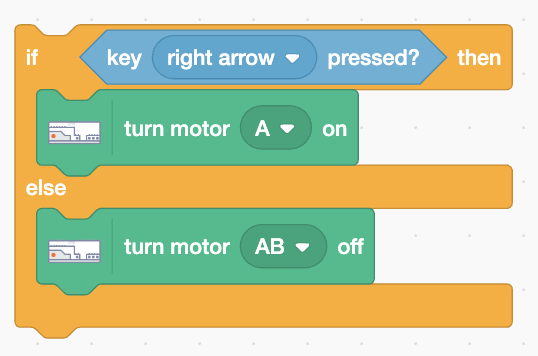 if key right arrow pressed? then
turn motor A on
else
turn motor AB off